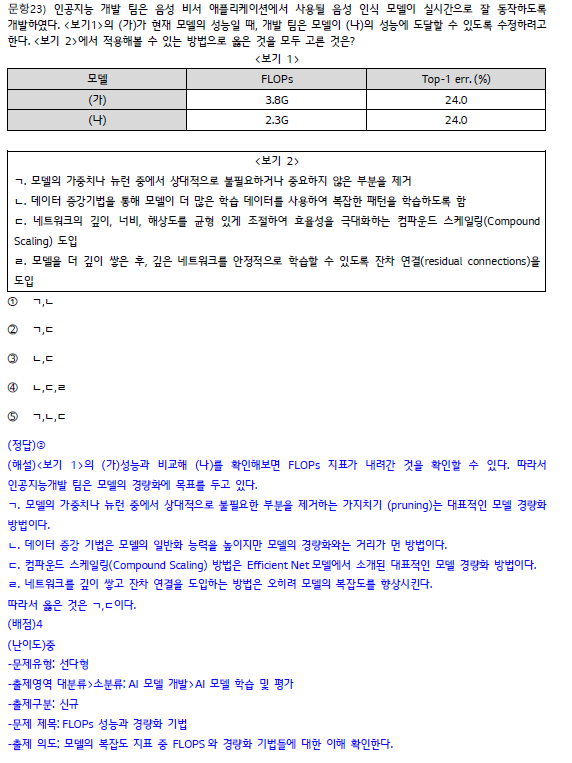 문항23) 인공지능 개발 팀은 음성 비서 애플리케이션에서 사용될 음성 인식 모델이 실시간으로 잘 동작하도록
개발하였다. <보기1>의 (가)가 현재 모델의 성능일 때, 개발 팀은 모델이 (나)의 성능에 도달할 수 있도록 수정하려고
한다. <보기 2>에서 적용해볼 수 있는 방법으로 옳은 것을 모두 고른 것은?
<보기 1>
모델 FLOPs Top-1 err. (%)
(가) 3.8G 24.0
(나) 2.3G 24.0
<보기 2>
ㄱ. 모델의 가중치나 뉴런 중에서 상대적으로 불필요하거나 중요하지 않은 부분을 제거
ㄴ. 데이터 증강기법을 통해 모델이 더 많은 학습 데이터를 사용하여 복잡한 패턴을 학습하도록 함
ㄷ. 네트워크의 깊이, 너비, 해상도를 균형 있게 조절하여 효율성을 극대화하는 컴파운드 스케일링(Compound
Scaling) 도입
ㄹ. 모델을 더 깊이 쌓은 후, 깊은 네트워크를 안정적으로 학습할 수 있도록 잔차 연결(residual connections)을
도입
① ㄱ,ㄴ
② ㄱ,ㄷ
③ ㄴ,ㄷ
④ ㄴ,ㄷ,ㄹ
⑤ ㄱ,ㄴ,ㄷ
(정답)②
(해설)<보기 1>의 (가)성능과 비교해 (나)를 확인해보면 FLOPs 지표가 내려간 것을 확인할 수 있다. 따라서
인공지능개발 팀은 모델의 경량화에 목표를 두고 있다.
ㄱ. 모델의 가중치나 뉴런 중에서 상대적으로 불필요한 부분을 제거하는 가지치기 (pruning)는 대표적인 모델 경량화
방법이다.
ㄴ. 데이터 증강 기법은 모델의 일반화 능력을 높이지만 모델의 경량화와는 거리가 먼 방법이다.
ㄷ. 컴파운드 스케일링(Compound Scaling) 방법은 Efficient Net모델에서 소개된 대표적인 모델 경량화 방법이다.
ㄹ. 네트워크를 깊이 쌓고 잔차 연결을 도입하는 방법은 오히려 모델의 복잡도를 향상시킨다.
따라서 옳은 것은 ㄱ,ㄷ이다.
(배점)4
(난이도)중
-문제유형: 선다형
-출제영역 대분류>소분류: AI 모델 개발>AI 모델 학습 및 평가
-출제구분: 신규
-문제 제목: FLOPs 성능과 경량화 기법
-출제 의도: 모델의 복잡도 지표 중 FLOPS 와 경량화 기법들에 대한 이해 확인한다.